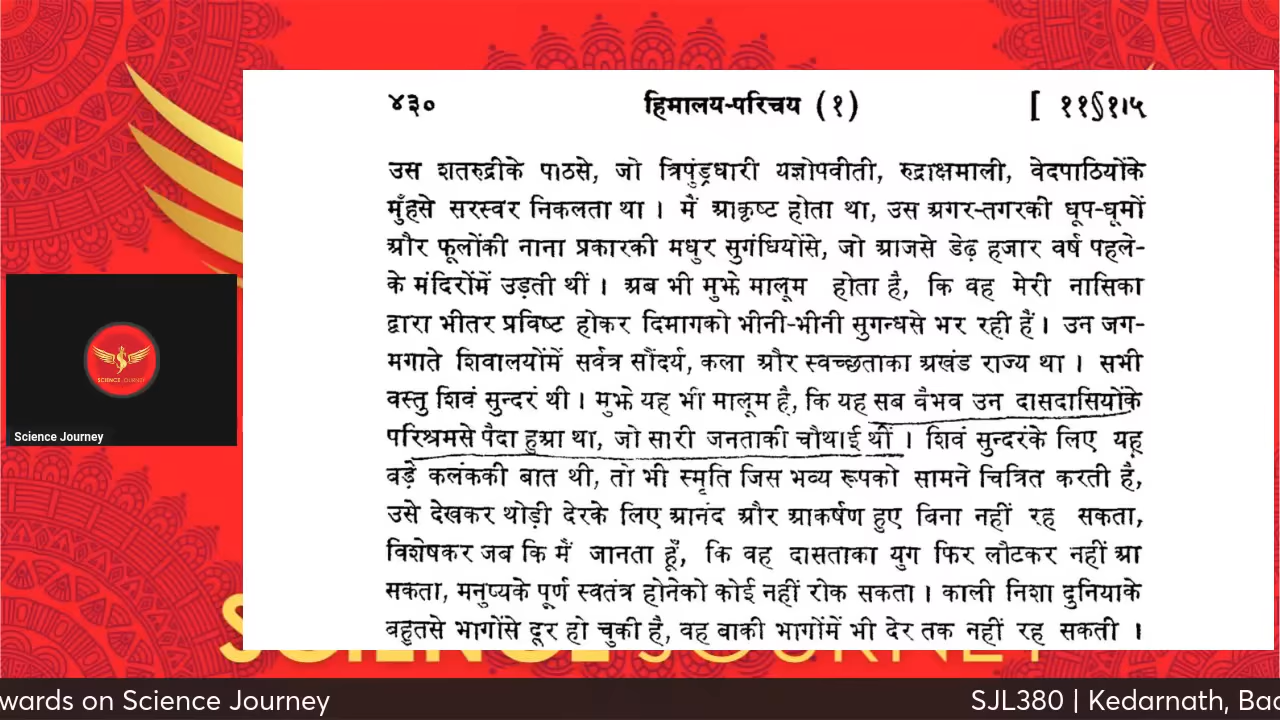 ४३०
हिमालय-परिचय (१)
[ ११§१।५
उस शतरुद्रीके पाठसे, जो त्रिपुंड्रधारी यज्ञोपवीती, रुद्राक्षमाली, वेदपाठियोंके
मुँहसे सरस्वर निकलता था । मैं आकृष्ट होता था, उस अगर-तगरकी धूप-धूमों
और फूलोंकी नाना प्रकारकी मधुर सुगंधियोंसे, जो आजसे डेढ़ हजार वर्ष पहले-
के मंदिरोंमें उड़ती थीं । अब भी मुझे मालूम होता है, कि वह मेरी नासिका
द्वारा भीतर प्रविष्ट होकर दिमागको भीनी-भीनी सुगन्धसे भर रही हैं । उन जग-
मगाते शिवालयोंमें सर्वत्र सौंदर्य, कला और स्वच्छताका अखंड राज्य था । सभी
वस्तु शिवं सुन्दरं थी । मुझे यह भी मालूम है, कि यह सब वैभव उन दासदासियोंके
परिश्रमसे पैदा हुआ था, जो सारी जनताकी चौथाई थीं । शिवं सुन्दरंके लिए यह
बड़े कलंककी बात थी, तो भी स्मृति जिस भव्य रूपको सामने चित्रित करती है,
उसे देखकर थोड़ी देरके लिए आनंद और आकर्षण हुए बिना नहीं रह सकता,
विशेषकर जब कि मैं जानता हूँ, कि वह दासताका युग फिर लौटकर नहीं आ
सकता, मनुष्यके पूर्ण स्वतंत्र होनेको कोई नहीं रोक सकता । काली निशा दुनियाके
बहुतसे भागोंसे दूर हो चुकी है, वह बाकी भागोंमें भी देर तक नहीं रह सकती ।
SCIENCE JOURNEY
Science Journey
SCIENCE JOURNEY
wards on Science Journey
SJL380 | Kedarnath, Bad